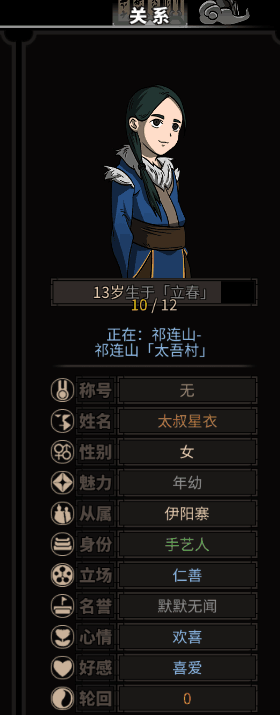 关系
13岁生于「立春」
10 / 12
正在：祁连山-
祁连山「太吾村」
称号 无
姓名 太叔星衣
性别 女
魅力 年幼
从属 伊阳寨
身份 手艺人
立场 仁善
名誉 默默无闻
心情 欢喜
好感 喜爱
轮回 0